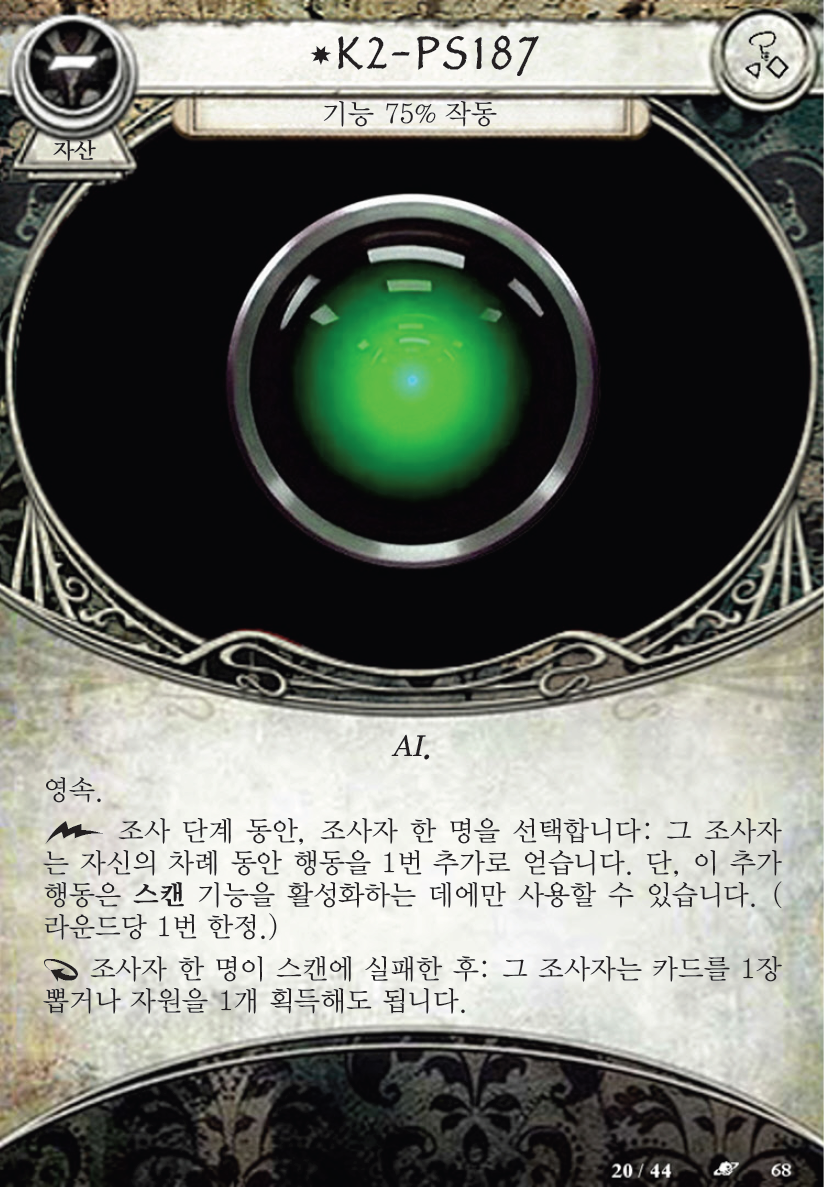 ✷K2-PS187
기능 75% 작동
자산
AI.
영속.
조사 단계 동안, 조사자 한 명을 선택합니다: 그 조사자
는 자신의 차례 동안 행동을 1번 추가로 얻습니다. 단, 이 추가
행동은 스캔 기능을 활성화하는 데에만 사용할 수 있습니다. (
라운드당 1번 한정.)
조사자 한 명이 스캔에 실패한 후: 그 조사자는 카드를 1장
뽑거나 자원을 1개 획득해도 됩니다.
20 / 44 68